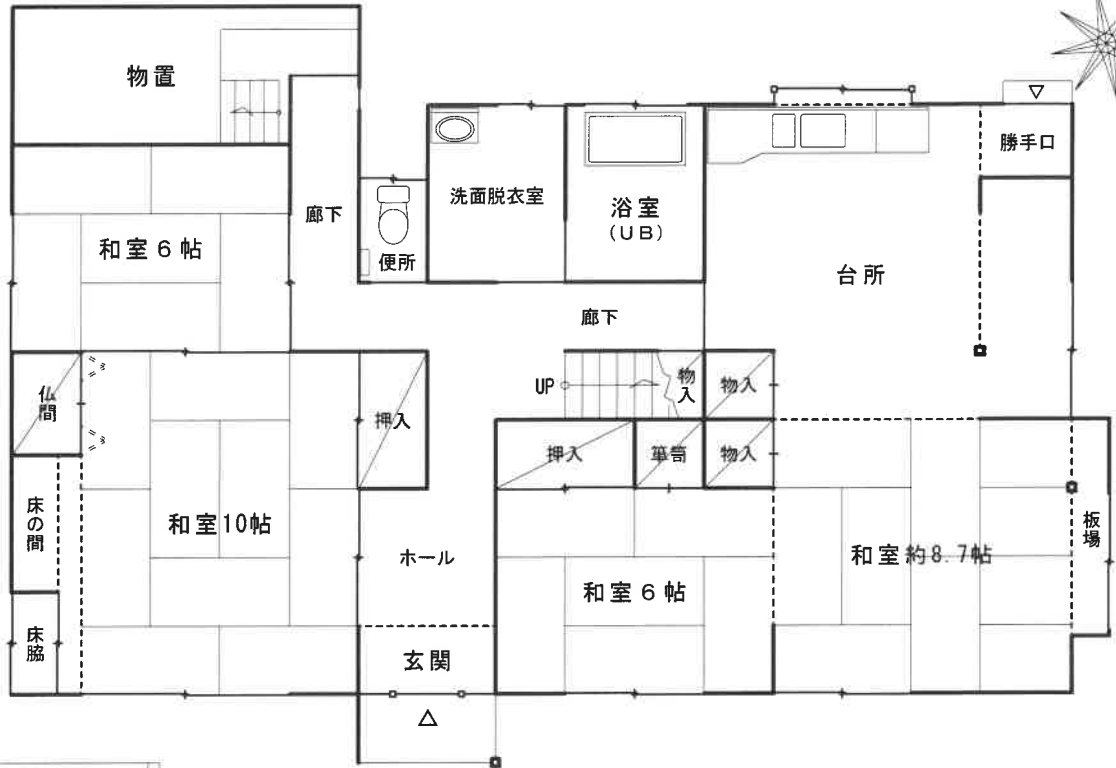 物置
勝手口
廊下
洗面脱衣室
浴室
(UB)
便所
和室6帖
台所
廊下
仏間
押入
UP
物入
物入
押入
箪笥
物入
床の間
和室10帖
ホール
和室6帖
和室約8.7帖
板場
床脇
玄関